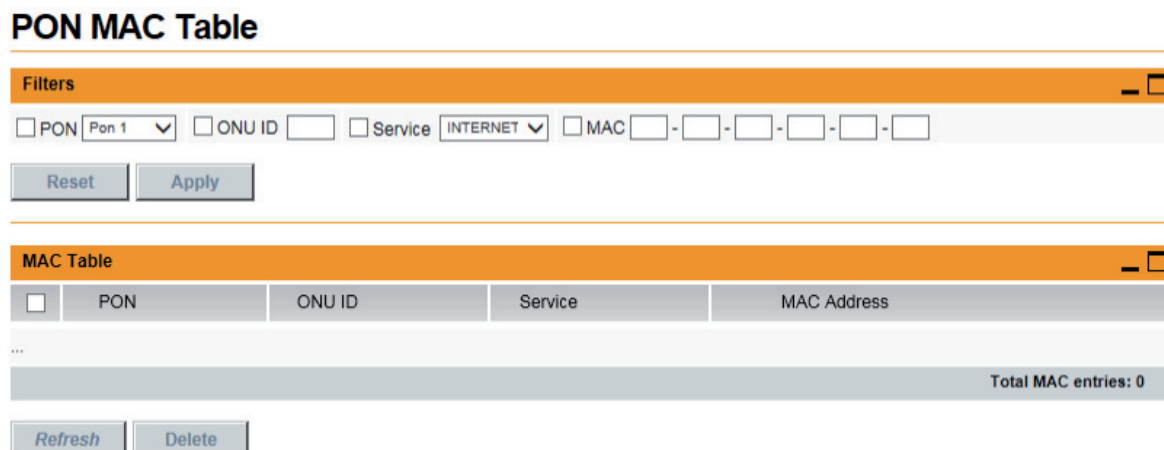 PON MAC Table
Filters
PON Pon 1 ONU ID Service INTERNET MAC - - - - -
Reset Apply
MAC Table
PON ONU ID Service MAC Address
...
Total MAC entries: 0
Refresh Delete